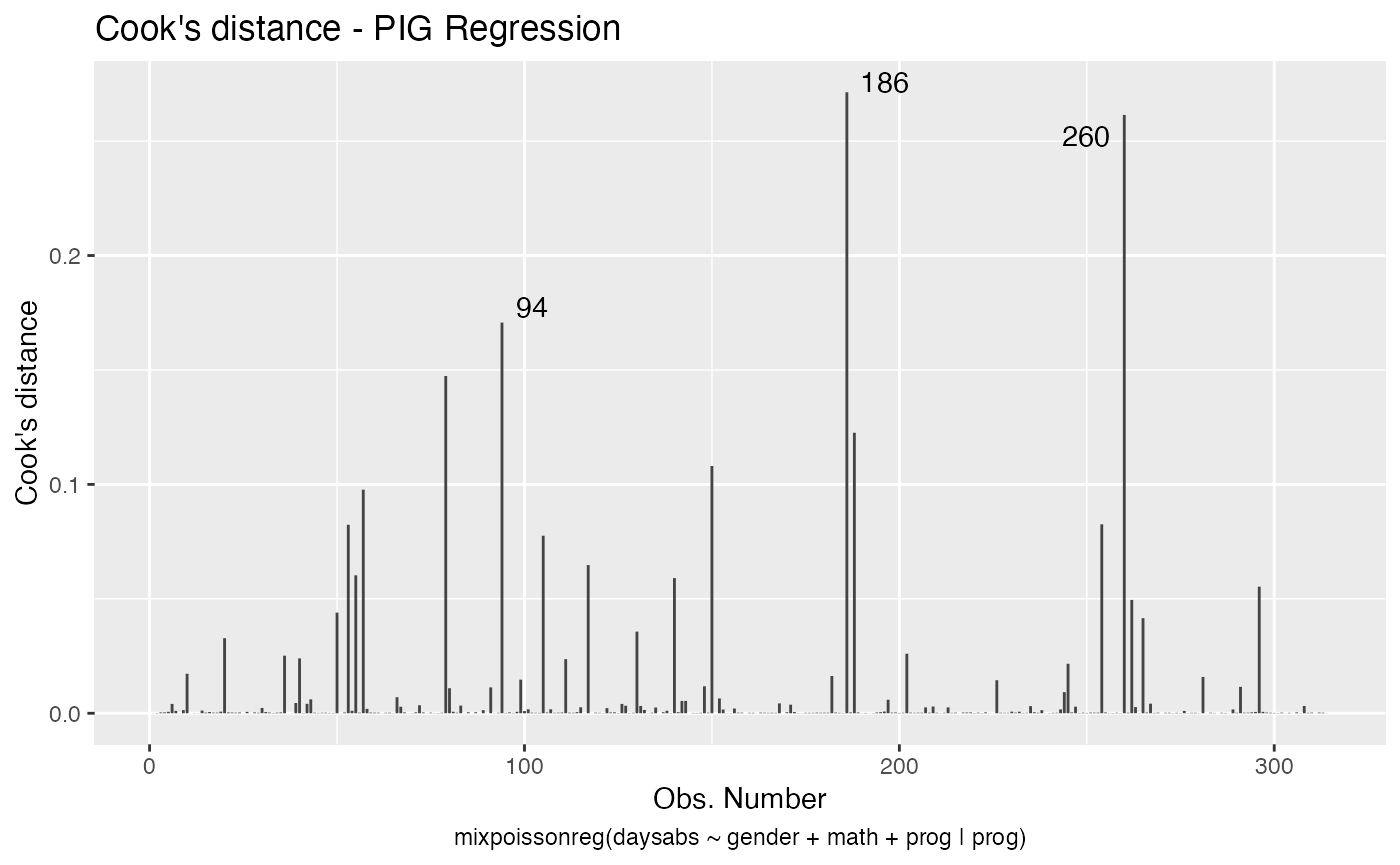 Cook's distance - PIG Regression
186
260
94
0.2
0.1
0.0
Cook's distance
0
100
200
300
Obs. Number
mixpoissonreg(daysabs ~ gender + math + prog | prog)